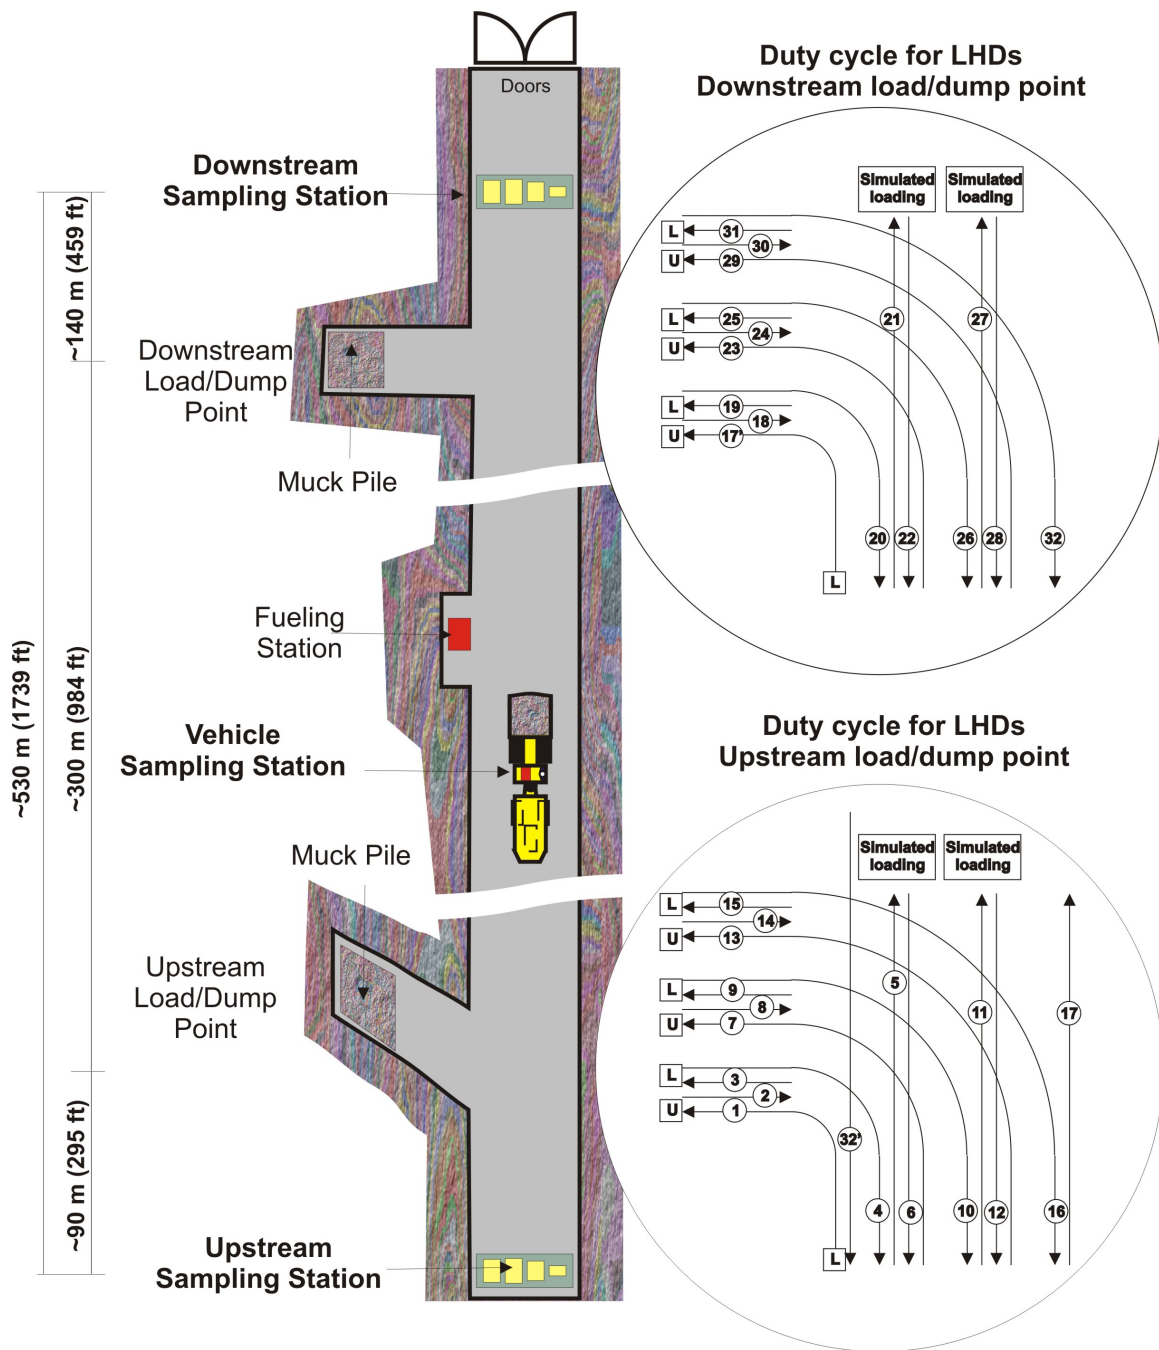 Doors
Downstream
Sampling Station
~140 m (459 ft)
Downstream
Load/Dump
Point
Muck Pile
Fueling
Station
~530 m (1739 ft)
~300 m (984 ft)
Vehicle
Sampling Station
Muck Pile
Upstream
Load/Dump
Point
~90 m (295 ft)
Upstream
Sampling Station
Duty cycle for LHDs
Downstream load/dump point
Simulated
loading
Simulated
loading
L
31
30
U
29
L
25
24
U
23
21
27
L
19
18
U
17'
20
22
26
28
32
L
Duty cycle for LHDs
Upstream load/dump point
Simulated
loading
Simulated
loading
L
15
14
U
13
L
9
8
U
7
5
11
17
L
3
2
U
1
32'
4
6
10
12
16
L